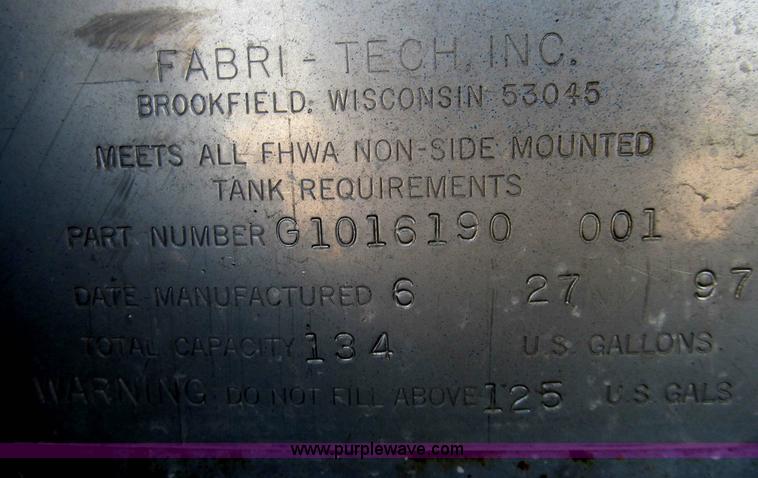 FABRI - TECH, INC.
BROOKFIELD, WISCONSIN 53045
MEETS ALL FHWA NON-SIDE MOUNTED
TANK REQUIREMENTS
PART NUMBER G1016190 001
DATE MANUFACTURED 6 27 97
TOTAL CAPACITY 134 U.S. GALLONS.
WARNING DO NOT FILL ABOVE 125 U.S GALS
www.purplewave.com